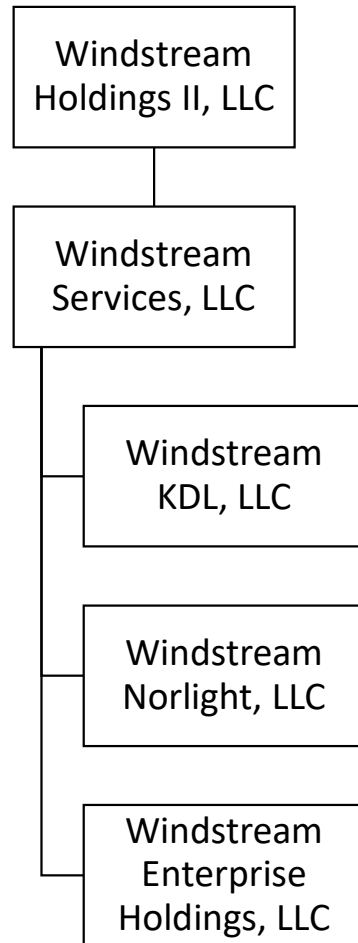 Windstream
Holdings II, LLC
Windstream
Services, LLC
Windstream
KDL, LLC
Windstream
Norlight, LLC
Windstream
Enterprise
Holdings, LLC